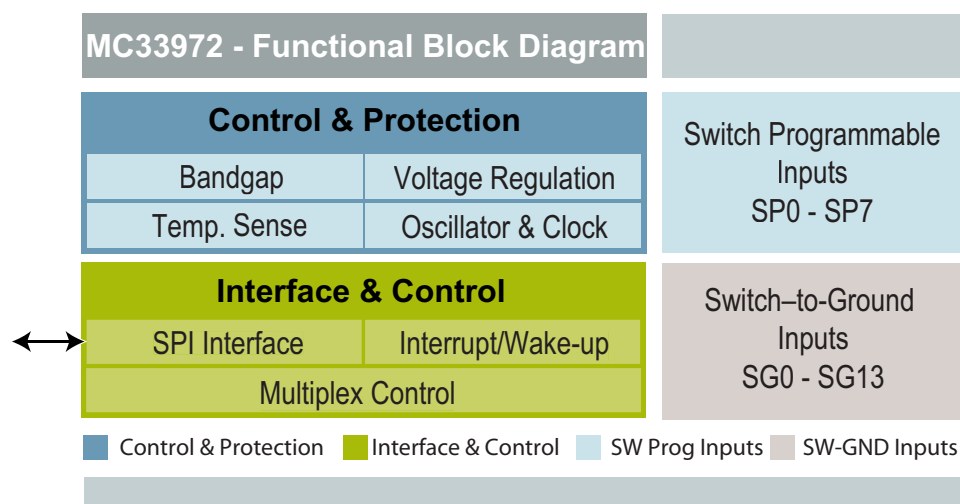 MC33972 - Functional Block Diagram
Control & Protection
Bandgap
Voltage Regulation
Temp. Sense
Oscillator & Clock
Switch Programmable
Inputs
SP0 - SP7
Interface & Control
SPI Interface
Interrupt/Wake-up
Multiplex Control
Switch–to-Ground
Inputs
SG0 - SG13
Control & Protection
Interface & Control
SW Prog Inputs
SW-GND Inputs